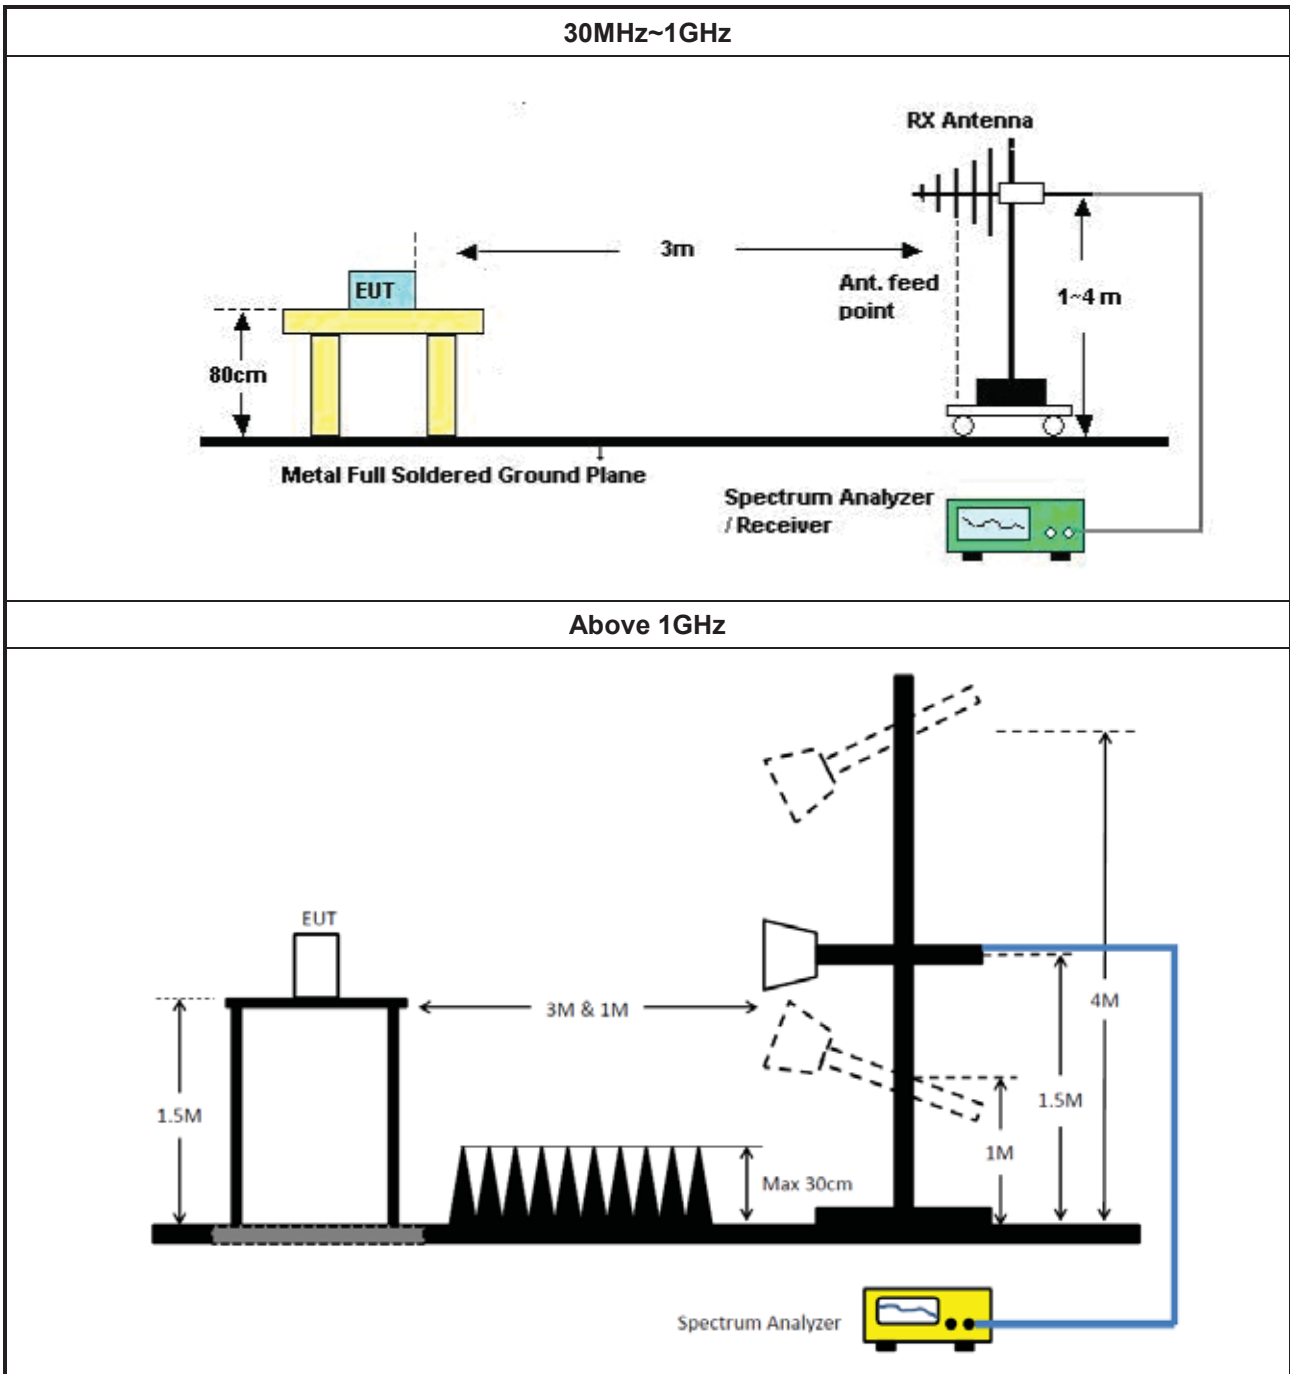 30MHz~1GHz
RX Antenna
3m
EUT
Ant. feed
point
1~4 m
80cm
Metal Full Soldered Ground Plane
Spectrum Analyzer
/ Receiver
Above 1GHz
EUT
3M & 1M
4M
1.5M
1.5M
1M
Max 30cm
Spectrum Analyzer